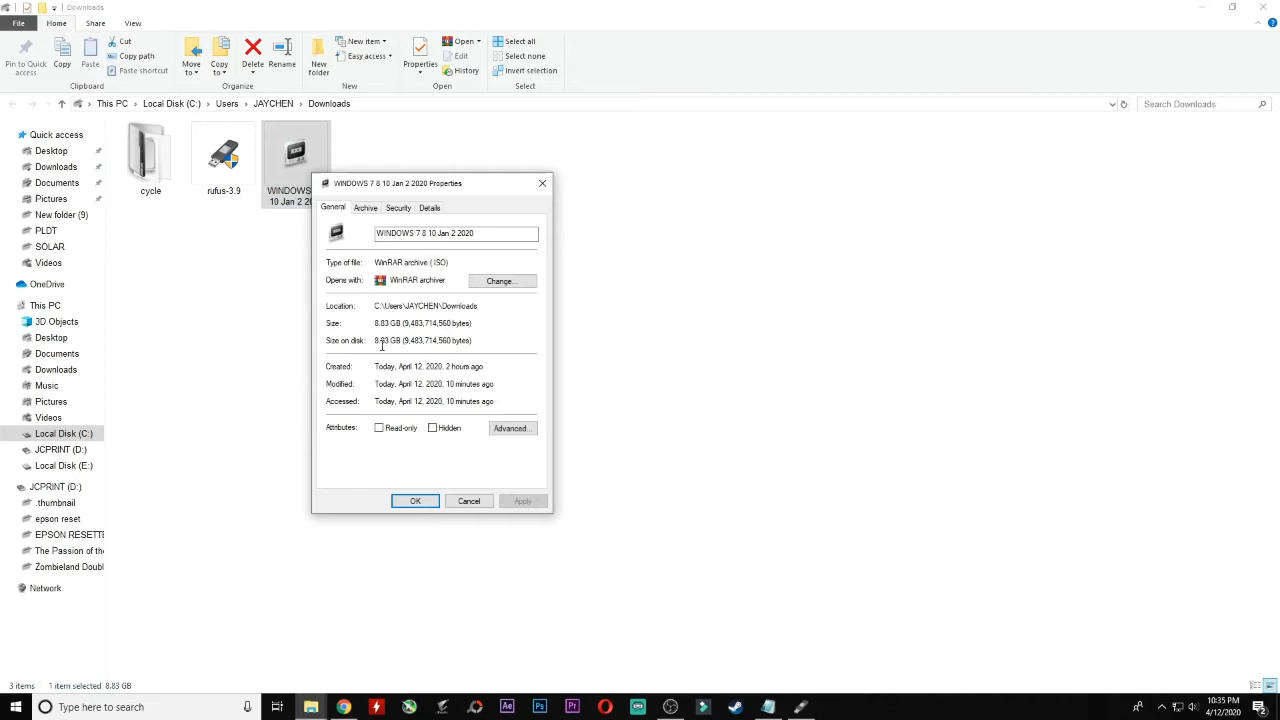 Downloads
File Home Share View
Pin to Quick access
Copy
Paste
Cut
Copy path
Paste shortcut
Move to
Copy to
Delete
Rename
New folder
New item
Easy access
Properties
Open
Edit
History
Select all
Select none
Invert selection
Clipboard Organize New Open Select
This PC Local Disk (C:) Users JAYCHEN Downloads
Search Downloads
Quick access
Desktop
Downloads
Documents
Pictures
New folder (9)
PLDT
SOLAR
Videos
OneDrive
This PC
3D Objects
Desktop
Documents
Downloads
Music
Pictures
Videos
Local Disk (C:)
JCPRINT (D:)
Local Disk (E:)
JCPRINT (D:)
.thumbnail
epson reset
EPSON RESETTE
The Passion of the
Zombieland Doubl
Network
cycle
rufus-3.9
WINDOWS
10 Jan 2 20
WINDOWS 7 8 10 Jan 2 2020 Properties
General Archive Security Details
WINDOWS 7 8 10 Jan 2 2020
Type of file: WinRAR archive (.ISO)
Opens with: WinRAR archiver Change...
Location: C:\Users\JAYCHEN\Downloads
Size: 8.83 GB (9,483,714,560 bytes)
Size on disk: 8.83 GB (9,483,714,560 bytes)
Created: Today, April 12, 2020, 2 hours ago
Modified: Today, April 12, 2020, 10 minutes ago
Accessed: Today, April 12, 2020, 10 minutes ago
Attributes: Read-only Hidden Advanced...
OK Cancel Apply
3 items 1 item selected 8.83 GB
Type here to search
Ae Ps Pr
10:35 PM
4/12/2020